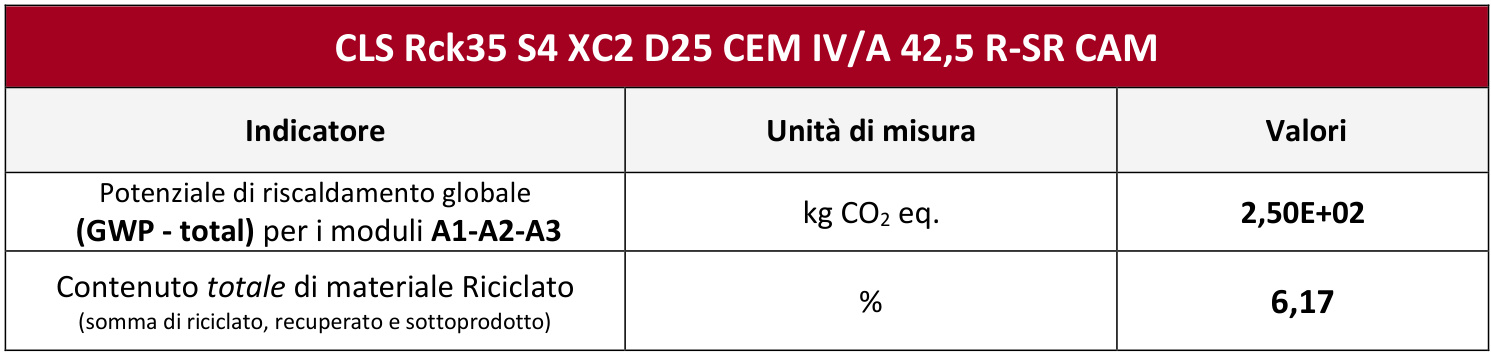 CLS Rck35 S4 XC2 D25 CEM IV/A 42,5 R-SR CAM
Indicatore
Unità di misura
Valori
Potenziale di riscaldamento globale
(GWP - total) per i moduli A1-A2-A3
kg CO₂ eq.
2,50E+02
Contenuto totale di materiale Riciclato
(somma di riciclato, recuperato e sottoprodotto)
%
6,17